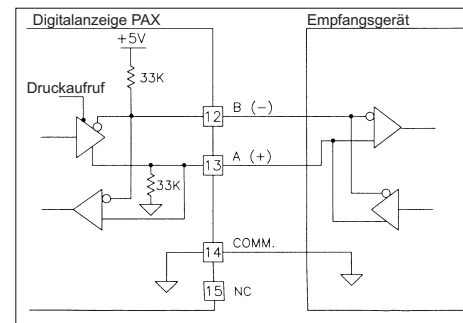 Digitalanzeige PAX
Empfangsgerät
+5V
33K
Druckaufruf
12 B (-)
13 A (+)
33K
14 COMM.
15 NC